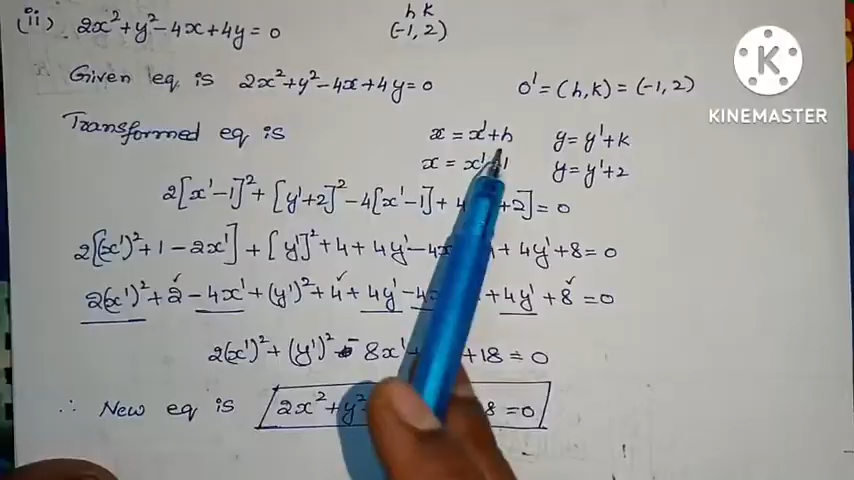 (ii) 2x²+y²-4x+4y=0 h k (-1,2)
Given eq is 2x²+y²-4x+4y=0 o'=(h,k)=(-1,2)
Transformed eq is x=x'+h y=y'+k
x=x'-1 y=y'+2
2[x'-1]²+[y'+2]²-4[x'-1]+4 +2]=0
2[(x')²+1-2x']+[y']²+4+4y'-4x +4y'+8=0
2(x')²+2-4x'+(y')²+4+4y'-4x +4y'+8=0
2(x')²+(y')²-8x'+ +18=0
∴ New eq is 2x²+y² 8=0
K
KINEMASTER